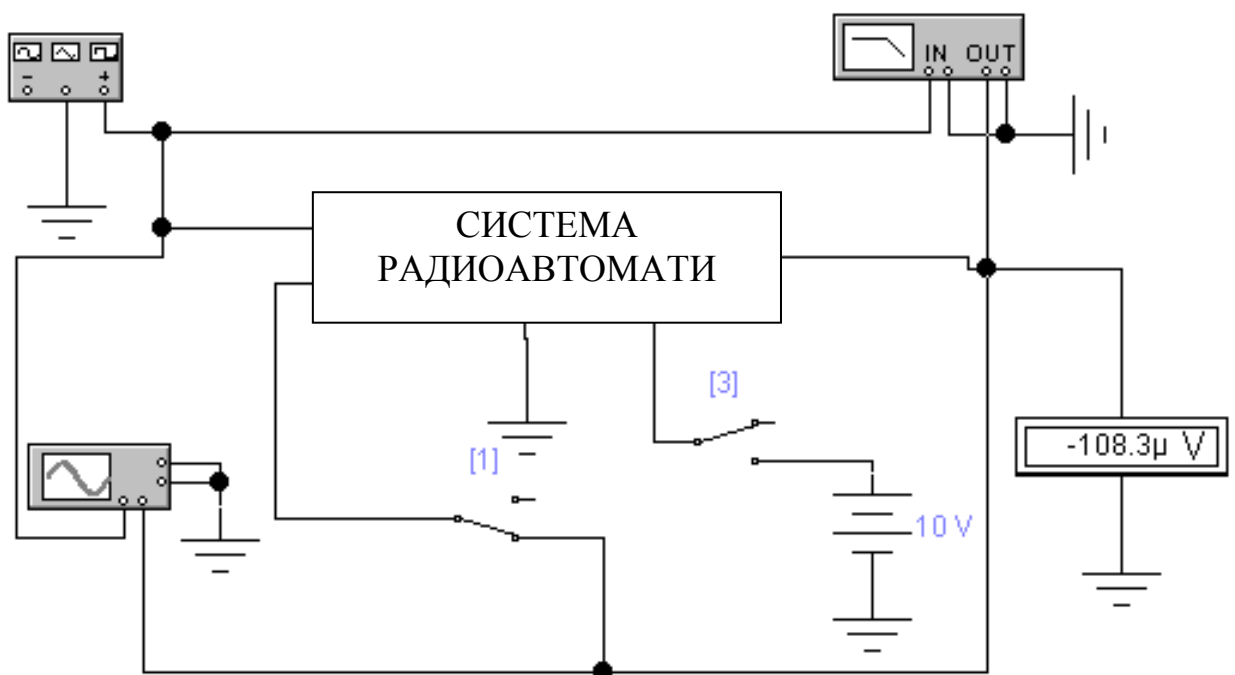 IN OUT
- +
СИСТЕМА
РАДИОАВТОМАТИ
[3]
[1]
-108.3µ V
10 V